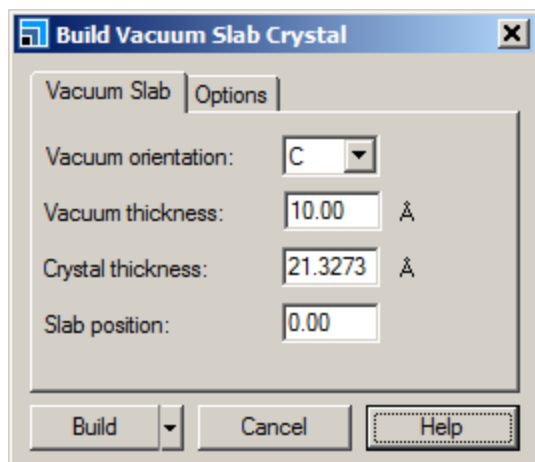 Build Vacuum Slab Crystal
Vacuum Slab Options
Vacuum orientation: C
Vacuum thickness: 10.00 Å
Crystal thickness: 21.3273 Å
Slab position: 0.00
Build Cancel Help